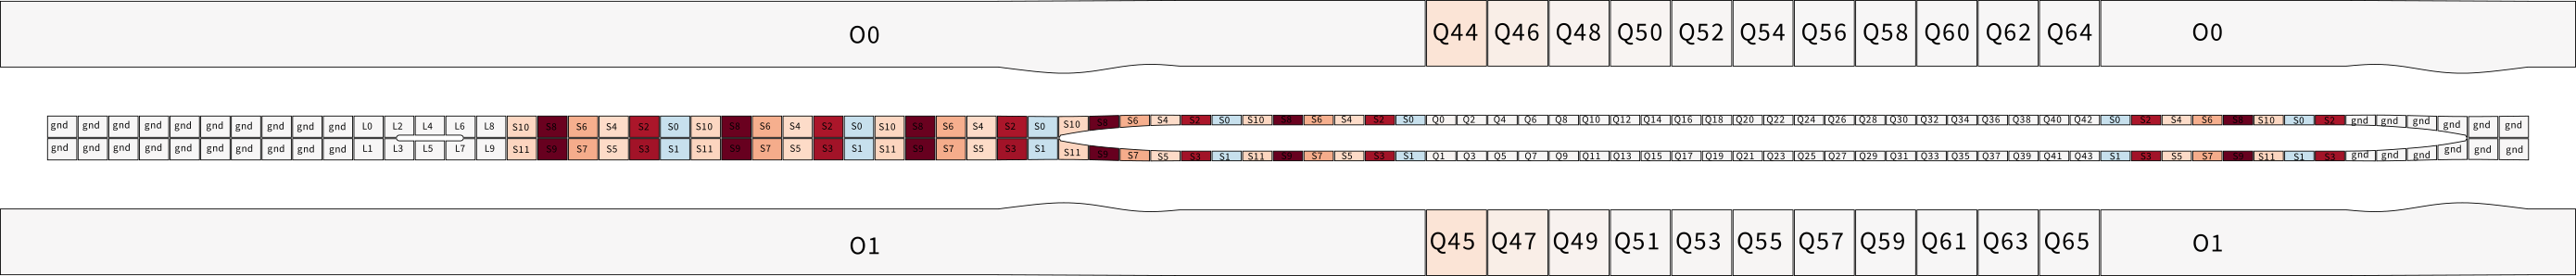 O0 Q44 Q46 Q48 Q50 Q52 Q54 Q56 Q58 Q60 Q62 Q64 O0
gnd gnd gnd gnd gnd gnd gnd gnd gnd gnd L0 L2 L4 L6 L8 S10 S8 S6 S4 S2 S0 S10 S8 S6 S4 S2 S0 S10 S8 S6 S4 S2 S0 S10 S8 S6 S4 S2 S0 S10 S8 S6 S4 S2 S0 Q0 Q2 Q4 Q6 Q8 Q10 Q12 Q14 Q16 Q18 Q20 Q22 Q24 Q26 Q28 Q30 Q32 Q34 Q36 Q38 Q40 Q42 S0 S2 S4 S6 S8 S10 S0 S2 gnd gnd gnd gnd gnd gnd
gnd gnd gnd gnd gnd gnd gnd gnd gnd gnd L1 L3 L5 L7 L9 S11 S9 S7 S5 S3 S1 S11 S9 S7 S5 S3 S1 S11 S9 S7 S5 S3 S1 S11 S9 S7 S5 S3 S1 S11 S9 S7 S5 S3 S1 Q1 Q3 Q5 Q7 Q9 Q11 Q13 Q15 Q17 Q19 Q21 Q23 Q25 Q27 Q29 Q31 Q33 Q35 Q37 Q39 Q41 Q43 S1 S3 S5 S7 S9 S11 S1 S3 gnd gnd gnd gnd gnd gnd
O1 Q45 Q47 Q49 Q51 Q53 Q55 Q57 Q59 Q61 Q63 Q65 O1